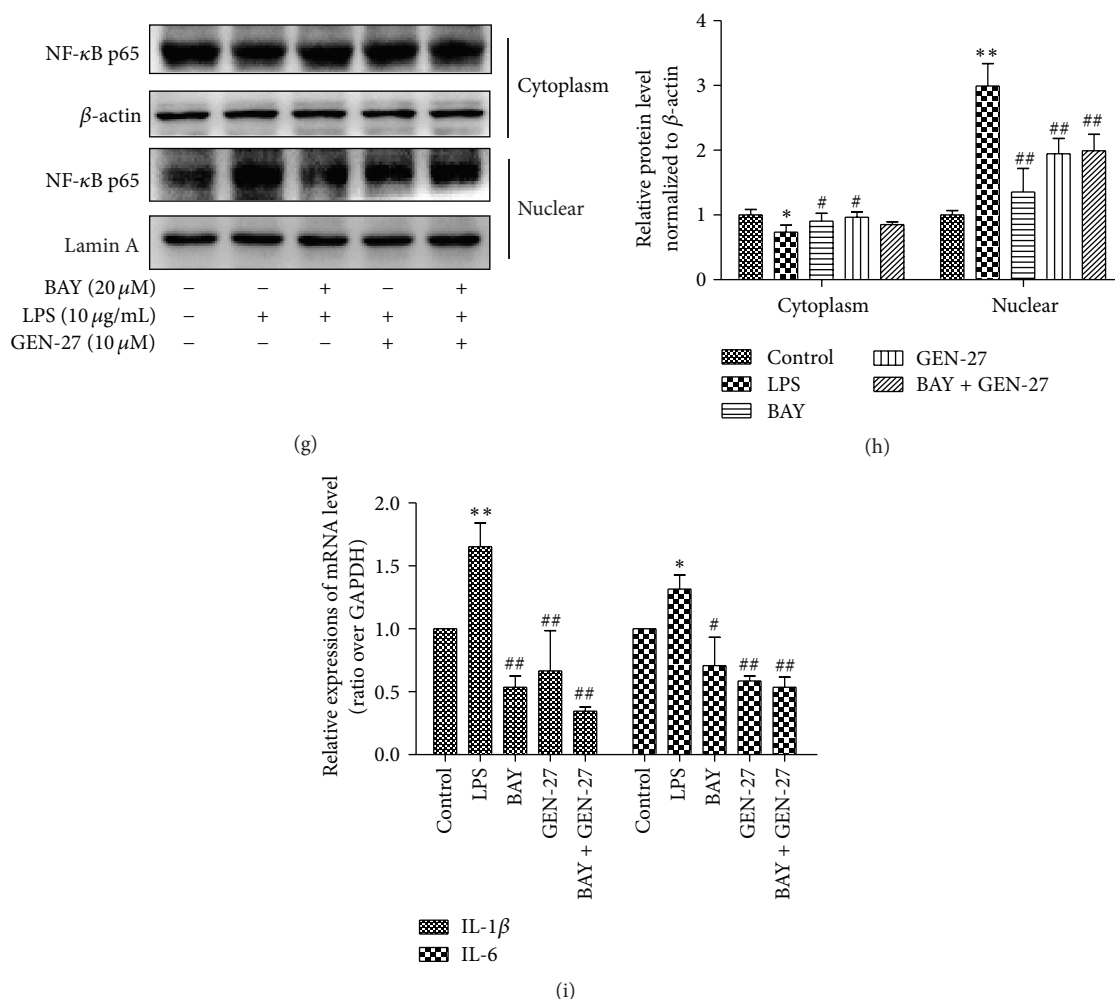 NF-κB p65
β-actin
Cytoplasm
NF-κB p65
Lamin A
Nuclear
BAY (20 μM) − − + − +
LPS (10 μg/mL) − + + + +
GEN-27 (10 μM) − − − + +
(g)
Relative protein level
normalized to β-actin
4
3
2
1
0
* *
*
#
#
##
##
##
Cytoplasm
Nuclear
Control
LPS
BAY
GEN-27
BAY + GEN-27
(h)
Relative expressions of mRNA level
(ratio over GAPDH)
2.0
1.5
1.0
0.5
0.0
* *
##
##
##
*
#
##
##
Control
LPS
BAY
GEN-27
BAY + GEN-27
Control
LPS
BAY
GEN-27
BAY + GEN-27
IL-1β
IL-6
(i)